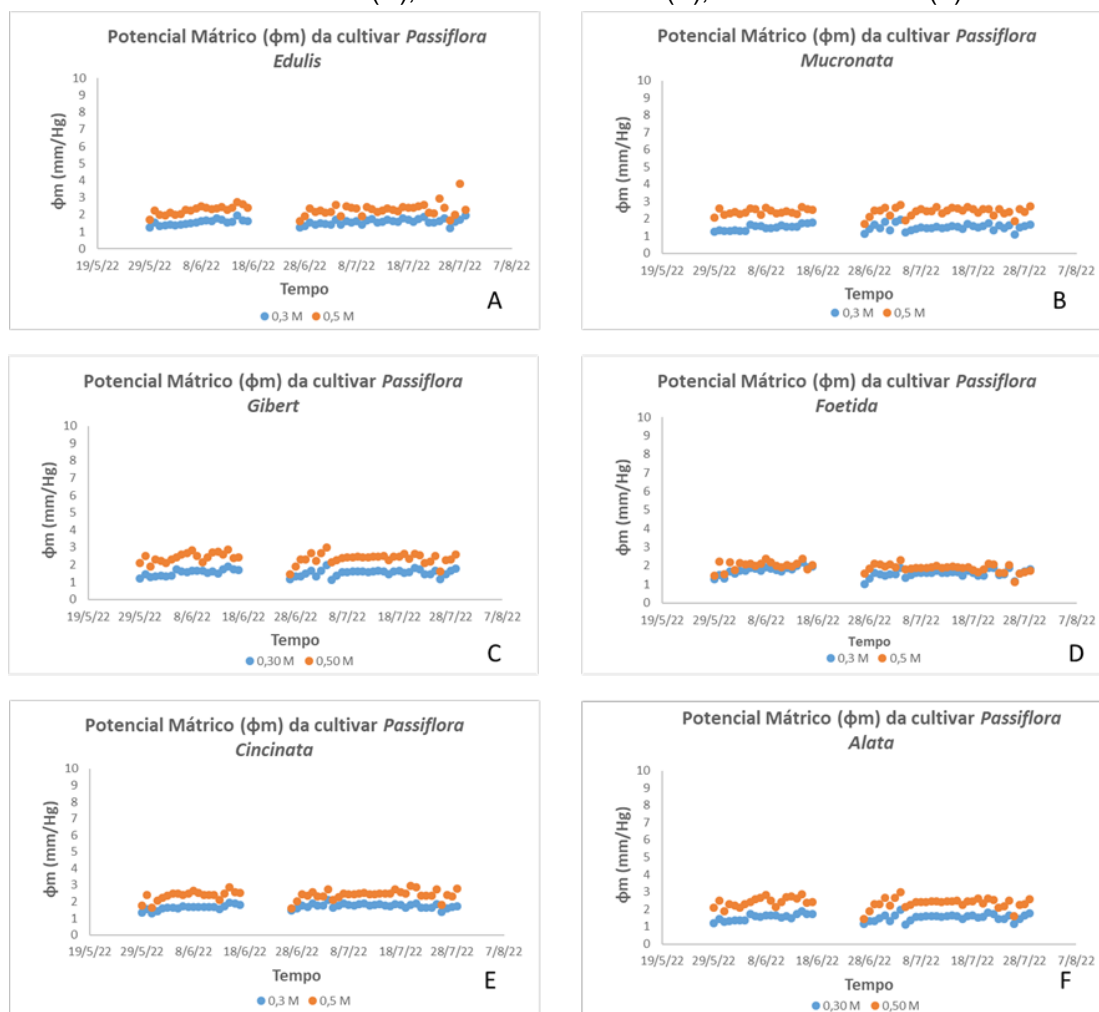 Potencial Mátrico (ϕm) da cultivar Passiflora
Edulis
ϕm (mm/Hg)
10
9
8
7
6
5
4
3
2
1
0
19/5/22 29/5/22 8/6/22 18/6/22 28/6/22 8/7/22 18/7/22 28/7/22 7/8/22
Tempo
0,3 M 0,5 M
A
Potencial Mátrico (ϕm) da cultivar Passiflora
Mucronata
ϕm (mm/Hg)
10
9
8
7
6
5
4
3
2
1
0
19/5/22 29/5/22 8/6/22 18/6/22 28/6/22 8/7/22 18/7/22 28/7/22 7/8/22
Tempo
0,3 M 0,5 M
B
Potencial Mátrico (ϕm) da cultivar Passiflora
Gibert
ϕm (mm/Hg)
10
9
8
7
6
5
4
3
2
1
0
19/5/22 29/5/22 8/6/22 18/6/22 28/6/22 8/7/22 18/7/22 28/7/22 7/8/22
Tempo
0,30 M 0,50 M
C
Potencial Mátrico (ϕm) da cultivar Passiflora
Foetida
ϕm (mm/Hg)
10
9
8
7
6
5
4
3
2
1
0
19/5/22 29/5/22 8/6/22 18/6/22 28/6/22 8/7/22 18/7/22 28/7/22 7/8/22
Tempo
0,3 M 0,5 M
D
Potencial Mátrico (ϕm) da cultivar Passiflora
Cincinata
ϕm (mm/Hg)
10
9
8
7
6
5
4
3
2
1
0
19/5/22 29/5/22 8/6/22 18/6/22 28/6/22 8/7/22 18/7/22 28/7/22 7/8/22
Tempo
0,3 M 0,5 M
E
Potencial Mátrico (ϕm) da cultivar Passiflora
Alata
ϕm (mm/Hg)
10
9
8
7
6
5
4
3
2
1
0
19/5/22 29/5/22 8/6/22 18/6/22 28/6/22 8/7/22 18/7/22 28/7/22 7/8/22
Tempo
0,30 M 0,50 M
F